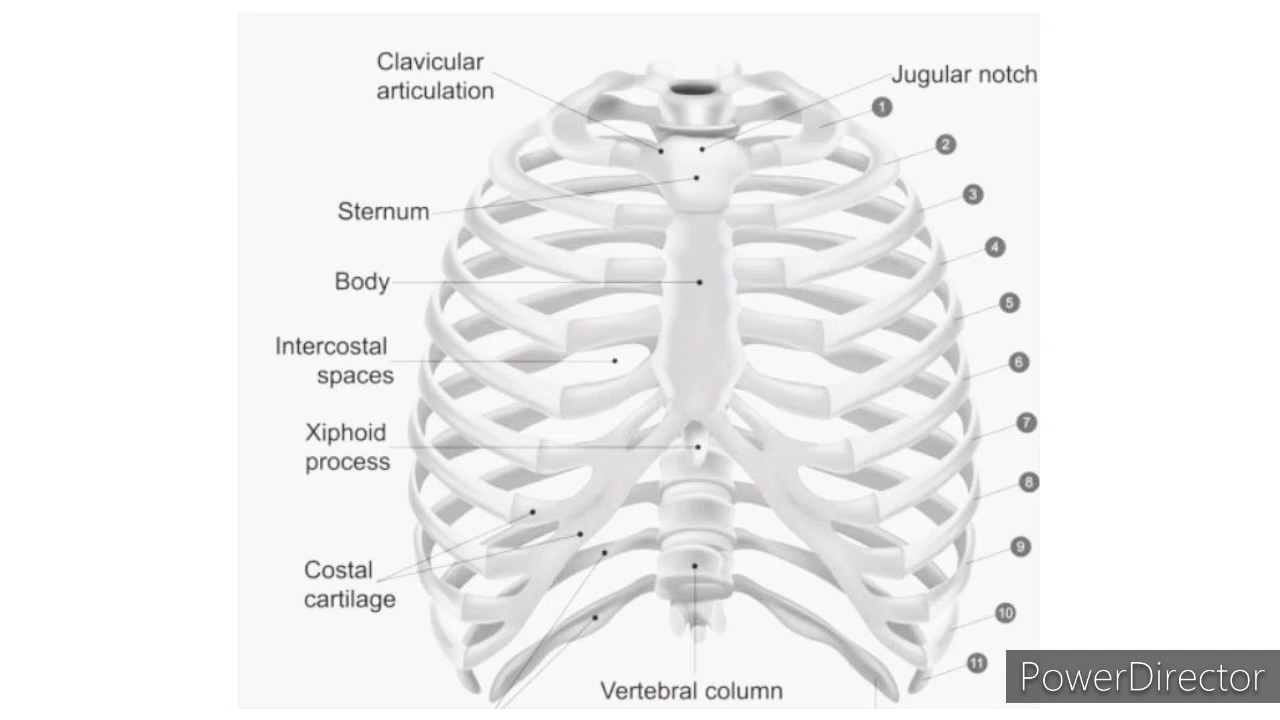 Clavicular
articulation
Jugular notch
1
2
3
Sternum
4
Body
5
Intercostal
spaces
6
7
Xiphoid
process
8
9
Costal
cartilage
10
11
Vertebral column
PowerDirector